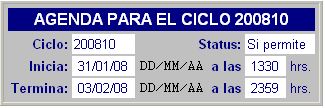 AGENDA PARA EL CICLO 200810
Ciclo: 200810 Status: Si permite
Inicia: 31/01/08 DD/MM/AA a las 1330 hrs.
Termina: 03/02/08 DD/MM/AA a las 2359 hrs.